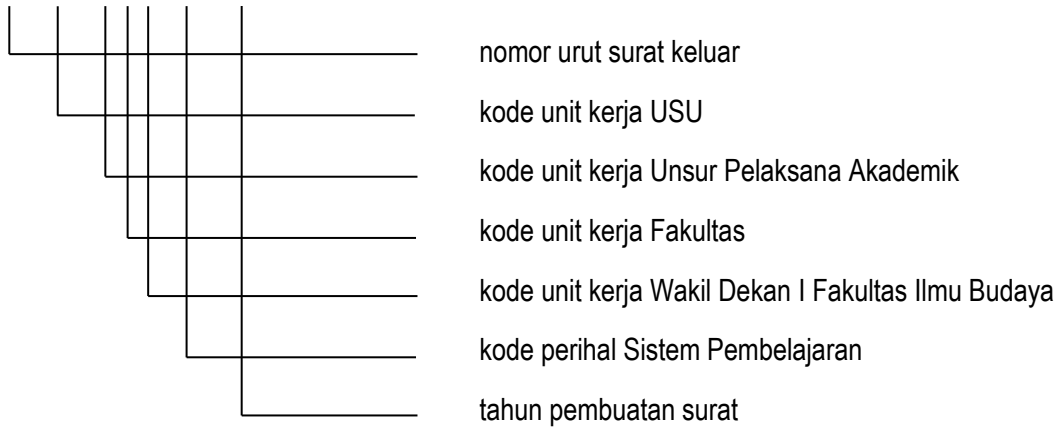 nomor urut surat keluar
kode unit kerja USU
kode unit kerja Unsur Pelaksana Akademik
kode unit kerja Fakultas
kode unit kerja Wakil Dekan I Fakultas Ilmu Budaya
kode perihal Sistem Pembelajaran
tahun pembuatan surat